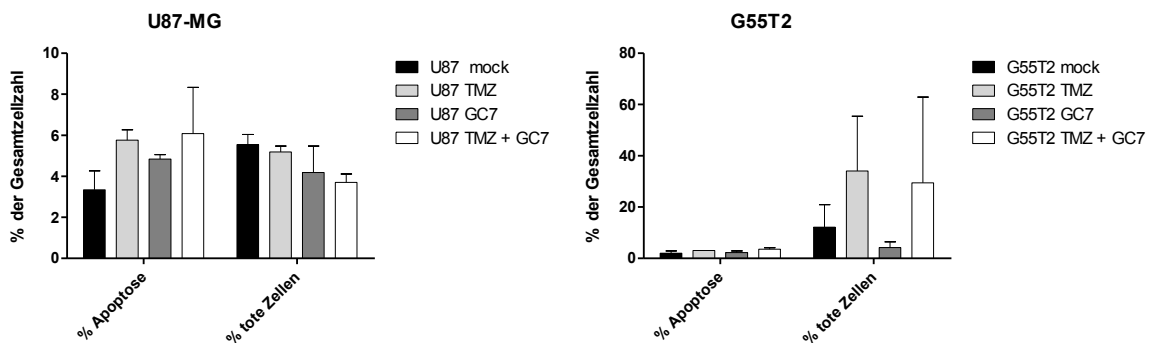 U87-MG
% der Gesamtzellzahl
10
8
6
4
2
0
% Apoptose
% tote Zellen
U87 mock
U87 TMZ
U87 GC7
U87 TMZ + GC7
G55T2
% der Gesamtzellzahl
80
60
40
20
0
% Apoptose
% tote Zellen
G55T2 mock
G55T2 TMZ
G55T2 GC7
G55T2 TMZ + GC7